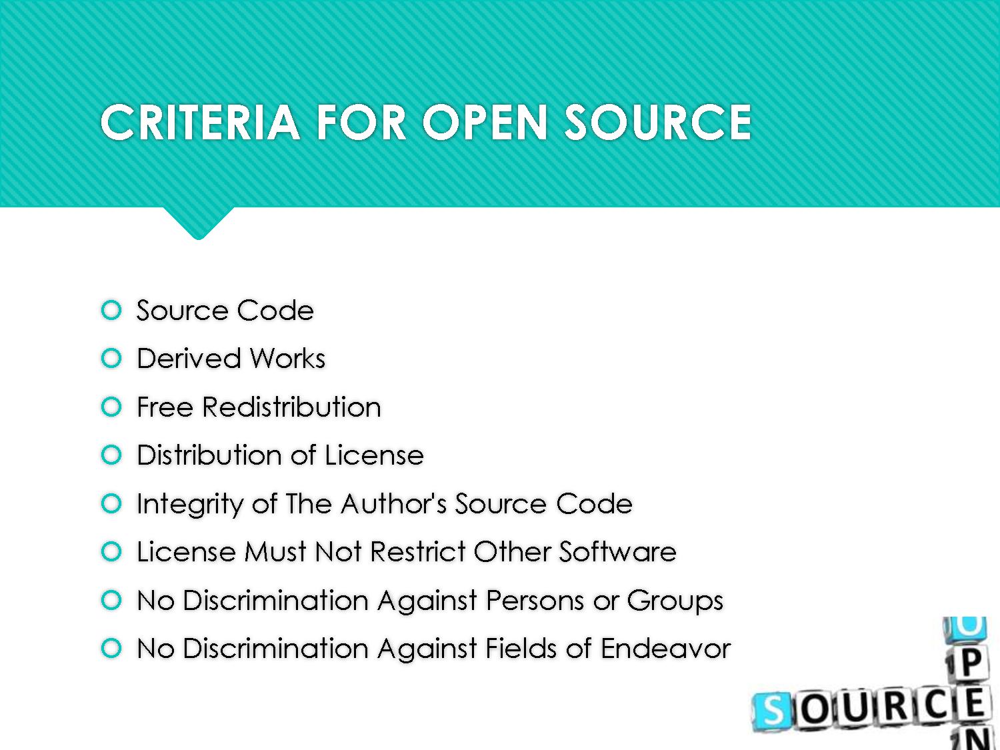 CRITERIA FOR OPEN SOURCE
Source Code
Derived Works
Free Redistribution
Distribution of License
Integrity of The Author's Source Code
License Must Not Restrict Other Software
No Discrimination Against Persons or Groups
No Discrimination Against Fields of Endeavor
OPEN
SOURCE